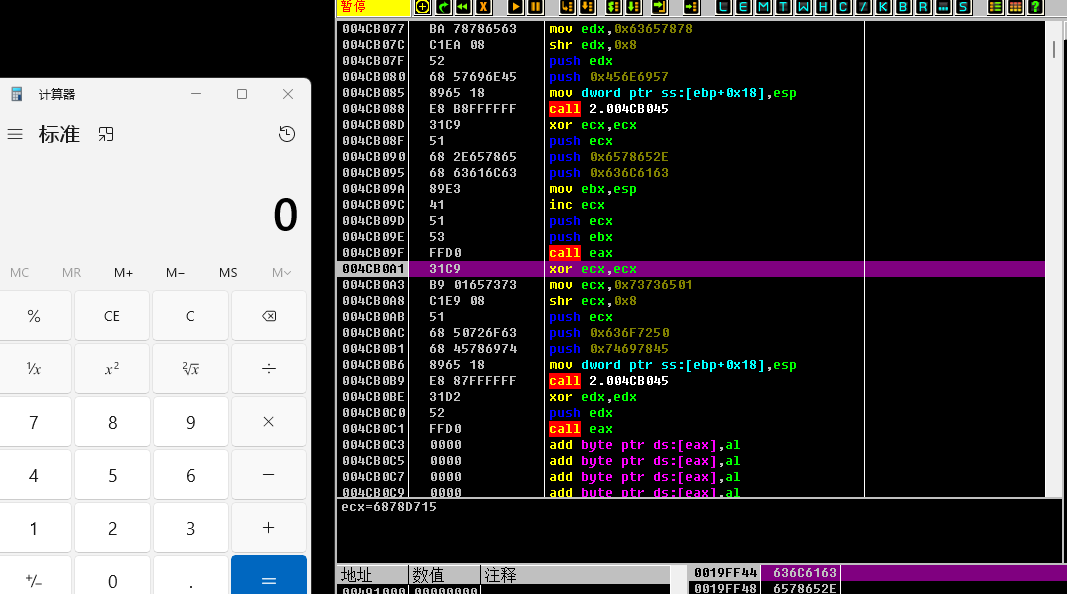 计算器
标准
0
MC MR M+ M− MS M
% CE C
¹/x x² ²√x ÷
7 8 9 ×
4 5 6 −
1 2 3 +
+/− 0 . =
暂停
L E M T W H C / K B R ... S ?
004CB077 BA 78786563 mov edx,0x63657878
004CB07C C1EA 08 shr edx,0x8
004CB07F 52 push edx
004CB080 68 57696E45 push 0x456E6957
004CB085 8965 18 mov dword ptr ss:[ebp+0x18],esp
004CB088 E8 B8FFFFFF call 2.004CB045
004CB08D 31C9 xor ecx,ecx
004CB08F 51 push ecx
004CB090 68 2E657865 push 0x6578652E
004CB095 68 63616C63 push 0x636C6163
004CB09A 89E3 mov ebx,esp
004CB09C 41 inc ecx
004CB09D 51 push ecx
004CB09E 53 push ebx
004CB09F FFD0 call eax
004CB0A1 31C9 xor ecx,ecx
004CB0A3 B9 01657373 mov ecx,0x73736501
004CB0A8 C1E9 08 shr ecx,0x8
004CB0AB 51 push ecx
004CB0AC 68 50726F63 push 0x636F7250
004CB0B1 68 45786974 push 0x74697845
004CB0B6 8965 18 mov dword ptr ss:[ebp+0x18],esp
004CB0B9 E8 87FFFFFF call 2.004CB045
004CB0BE 31D2 xor edx,edx
004CB0C0 52 push edx
004CB0C1 FFD0 call eax
004CB0C3 0000 add byte ptr ds:[eax],al
004CB0C5 0000 add byte ptr ds:[eax],al
004CB0C7 0000 add byte ptr ds:[eax],al
004CB0C9 0000 add byte ptr ds:[eax],al
ecx=6878D715
地址 数值 注释
00491000 00000000
0019FF44 636C6163
0019FF48 6578652E